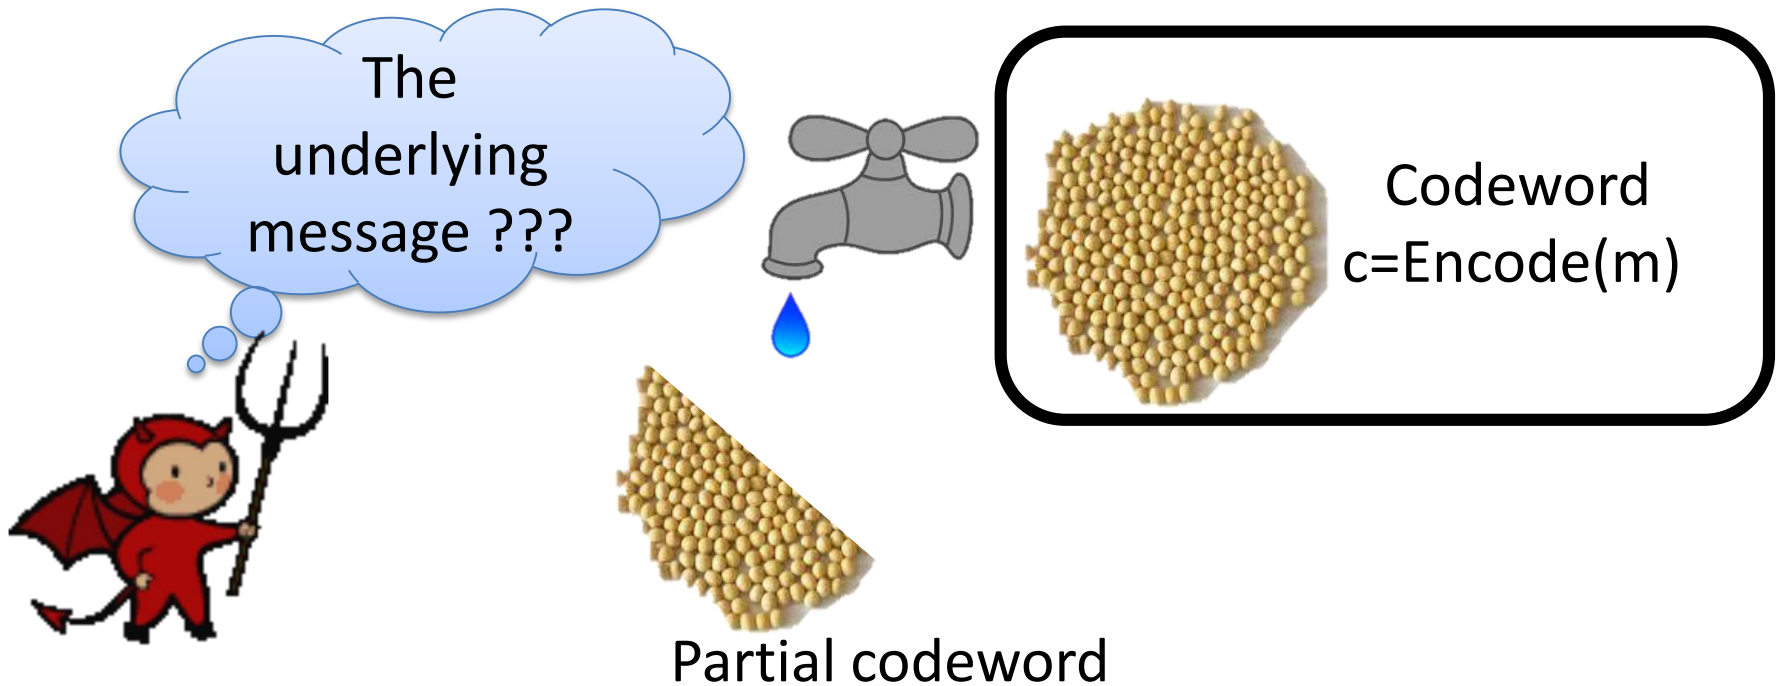 The
underlying
message ???
Codeword
c=Encode(m)
Partial codeword